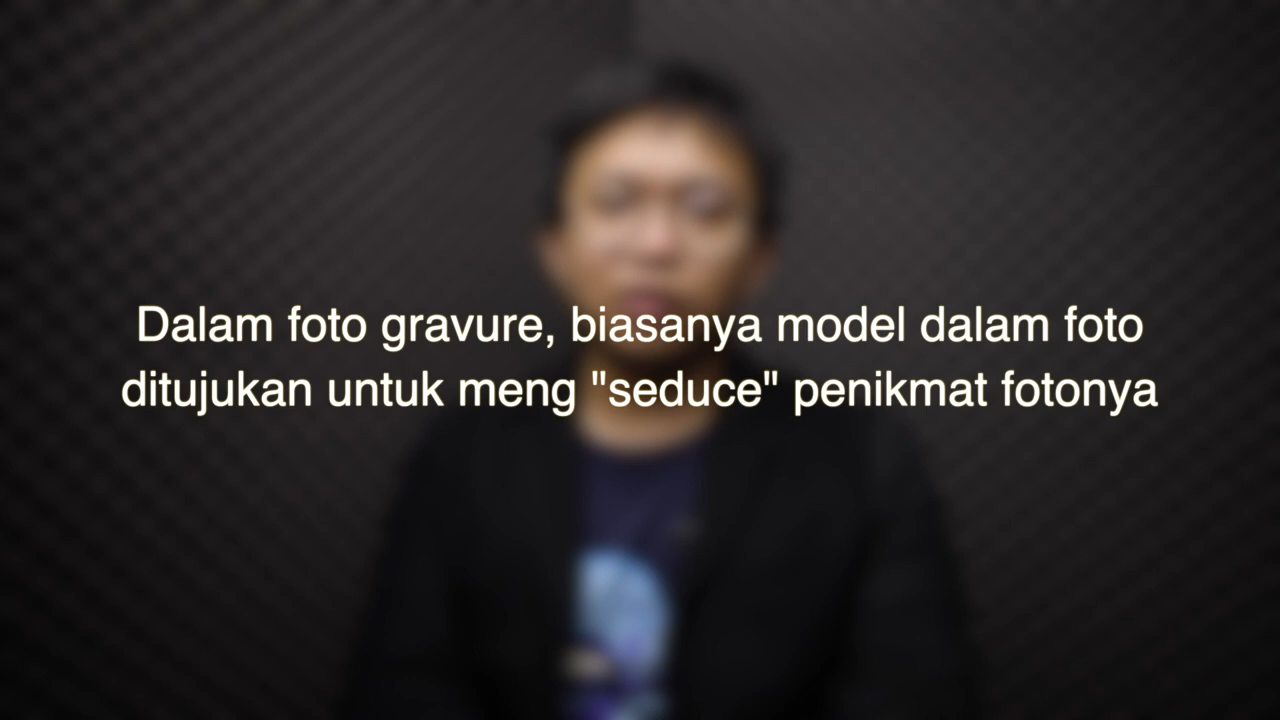 Dalam foto gravure, biasanya model dalam foto
ditujukan untuk meng "seduce" penikmat fotonya